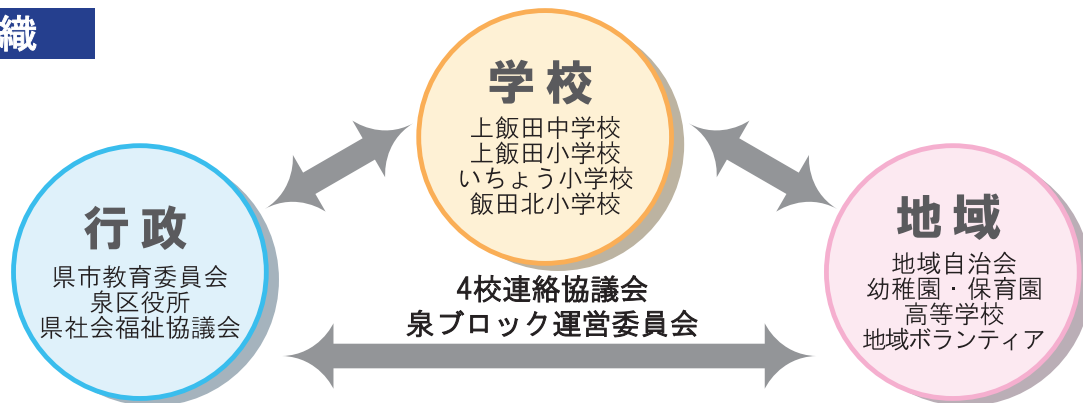 織
学校
上飯田中学校
上飯田小学校
いちょう小学校
飯田北小学校
行政
県市教育委員会
泉区役所
県社会福祉協議会
地域
地域自治会
幼稚園・保育園
高等学校
地域ボランティア
4校連絡協議会
泉ブロック運営委員会